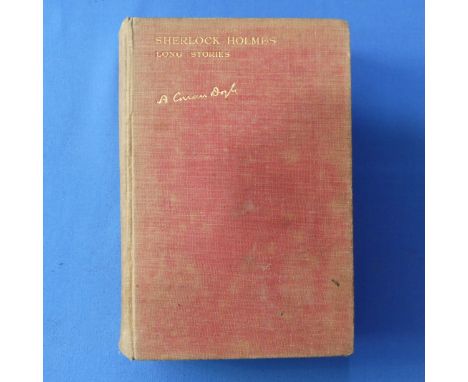 SHERLOCK HOLMES
LONG STORIES
A Conan Doyle